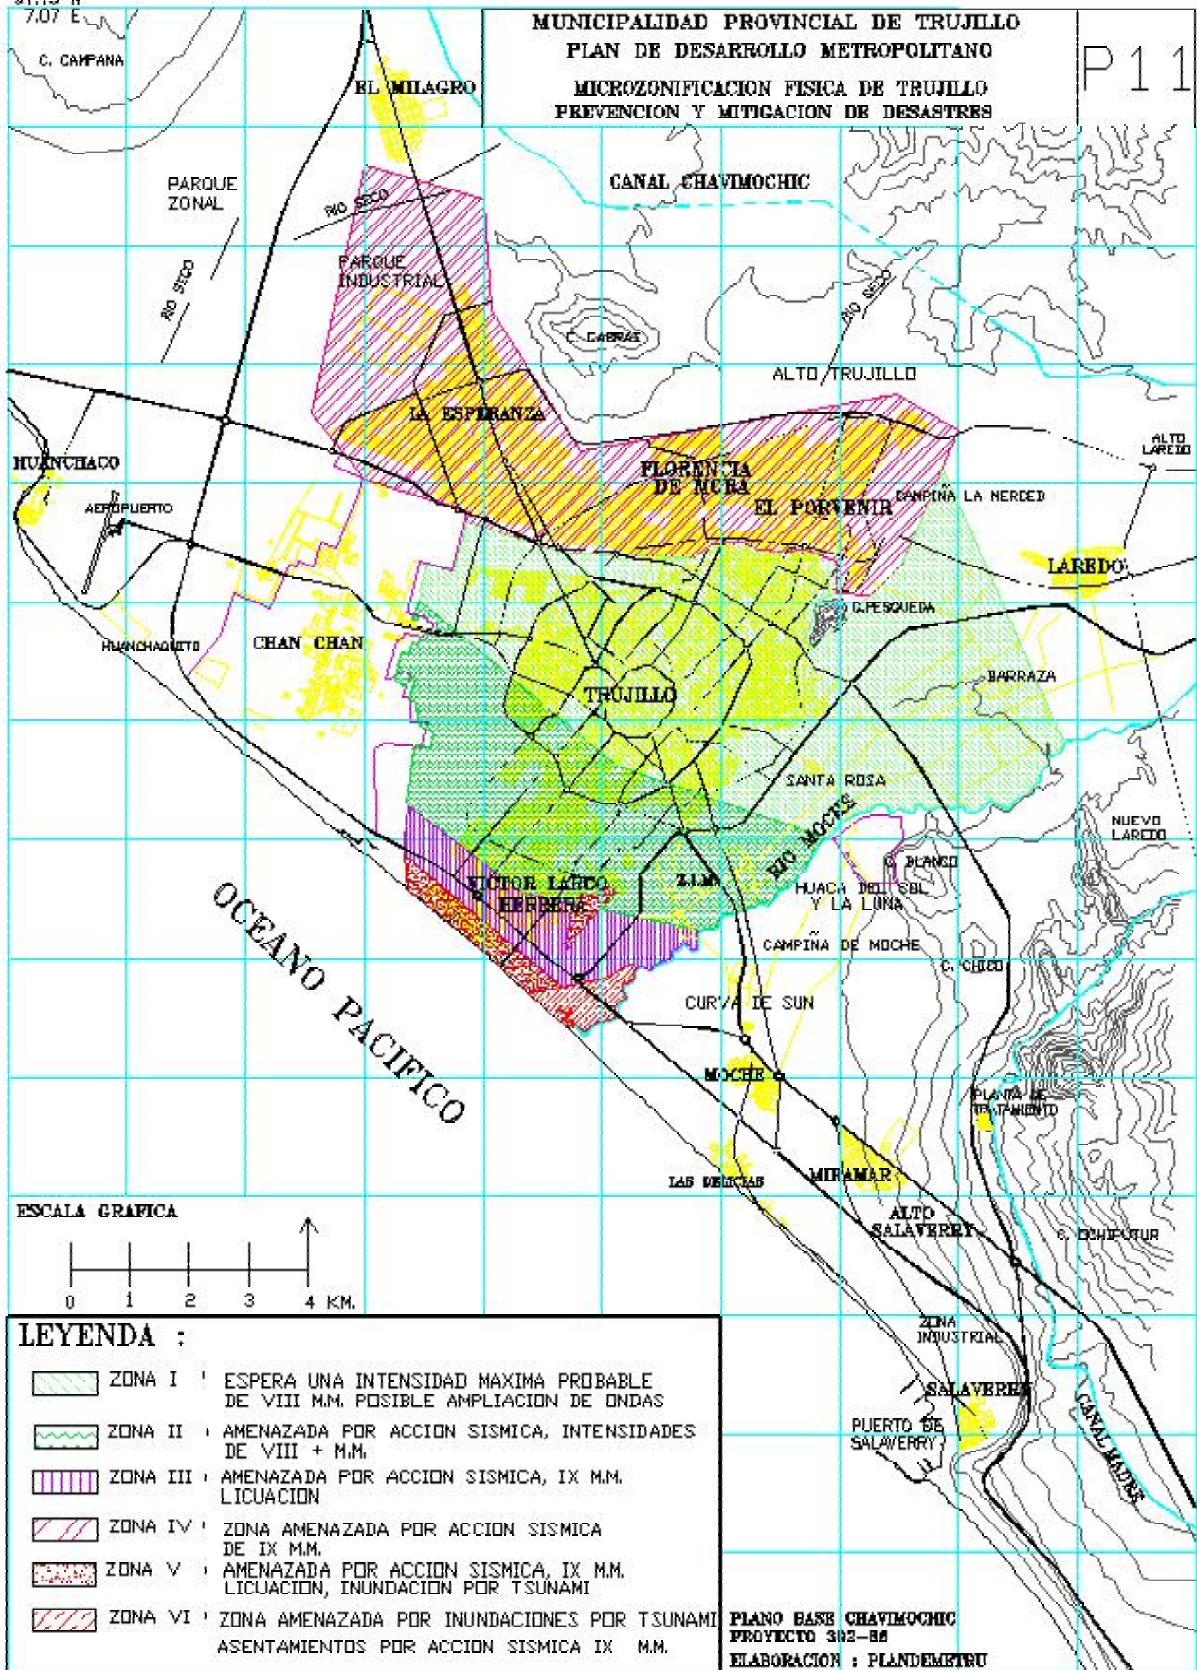 7.07 E
C. CAMPANA
MUNICIPALIDAD PROVINCIAL DE TRUJILLO
PLAN DE DESARROLLO METROPOLITANO
MICROZONIFICACION FISICA DE TRUJILLO
PREVENCION Y MITIGACION DE DESASTRES
P11
EL MILAGRO
PARQUE
ZONAL
RIO SECO
CANAL CHAVIMOCHIC
RIO SECO
PARQUE
INDUSTRIAL
RIO SECO
C. CABRAS
ALTO TRUJILLO
LA ESPERANZA
HUANCHACO
AEROPUERTO
FLORENCIA
DE MORA
EL PORVENIR
CAMPIÑA LA MERCED
ALTO
LAREDO
LAREDO
C.PESQUEDA
HUANCHAQUITO
CHAN CHAN
BARRAZA
TRUJILLO
SANTA ROSA
RIO MOCHE
NUEVO
LAREDO
C. BLANCO
VICTOR LARCO
HERRERA
Z.I.M.
HUACA DEL SOL
Y LA LUNA
CAMPIÑA DE MOCHE
C. CHICO
OCEANO PACIFICO
CURVA DE SUN
MOCHE
PLANTA DE
TRATAMIENTO
LAS DELICIAS
MIRAMAR
ALTO
SALAVERRY
C. OCHIPUTUR
ESCALA GRAFICA
0 1 2 3 4 KM.
ZONA
INDUSTRIAL
SALAVERRY
PUERTO DE
SALAVERRY
CANAL MADRE
LEYENDA :
ZONA I : ESPERA UNA INTENSIDAD MAXIMA PROBABLE
DE VIII M.M. POSIBLE AMPLIACION DE ONDAS
ZONA II : AMENAZADA POR ACCION SISMICA, INTENSIDADES
DE VIII + M.M.
ZONA III : AMENAZADA POR ACCION SISMICA, IX M.M.
LICUACION
ZONA IV : ZONA AMENAZADA POR ACCION SISMICA
DE IX M.M.
ZONA V : AMENAZADA POR ACCION SISMICA, IX M.M.
LICUACION, INUNDACION POR TSUNAMI
ZONA VI : ZONA AMENAZADA POR INUNDACIONES POR TSUNAMI
ASENTAMIENTOS POR ACCION SISMICA IX M.M.
PLANO BASE CHAVIMOCHIC
PROYECTO 302-86
ELABORACION : PLANDEMETRU